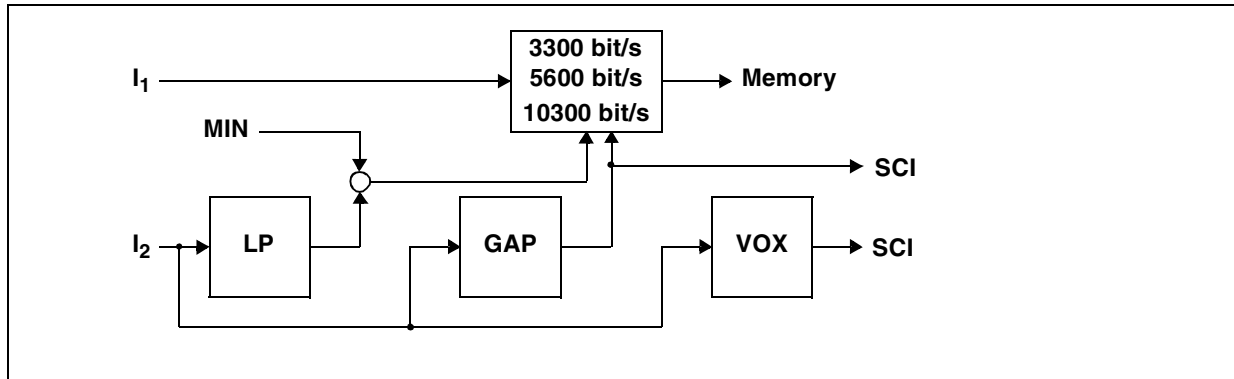 3300 bit/s
I1
5600 bit/s
Memory
10300 bit/s
MIN
SCI
I2
LP
GAP
VOX
SCI